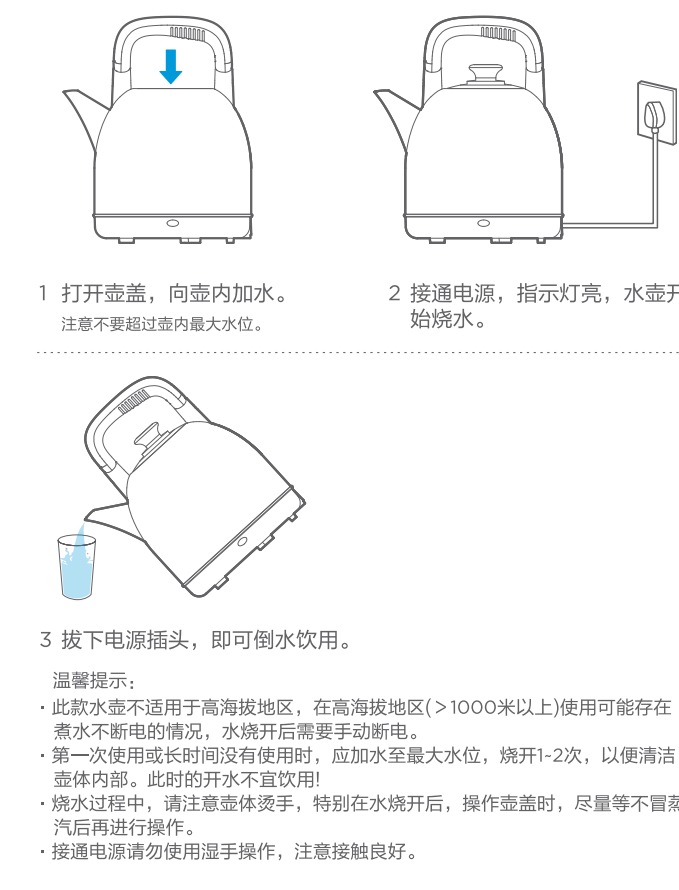 1 打开壶盖，向壶内加水。
注意不要超过壶内最大水位。
2 接通电源，指示灯亮，水壶开
始烧水。
3 拔下电源插头，即可倒水饮用。
温馨提示：
·此款水壶不适用于高海拔地区，在高海拔地区(＞1000米以上)使用可能存在
煮水不断电的情况，水烧开后需要手动断电。
·第一次使用或长时间没有使用时，应加水至最大水位，烧开1~2次，以便清洁
壶体内部。此时的开水不宜饮用!
·烧水过程中，请注意壶体烫手，特别在水烧开后，操作壶盖时，尽量等不冒蒸
汽后再进行操作。
·接通电源请勿使用湿手操作，注意接触良好。